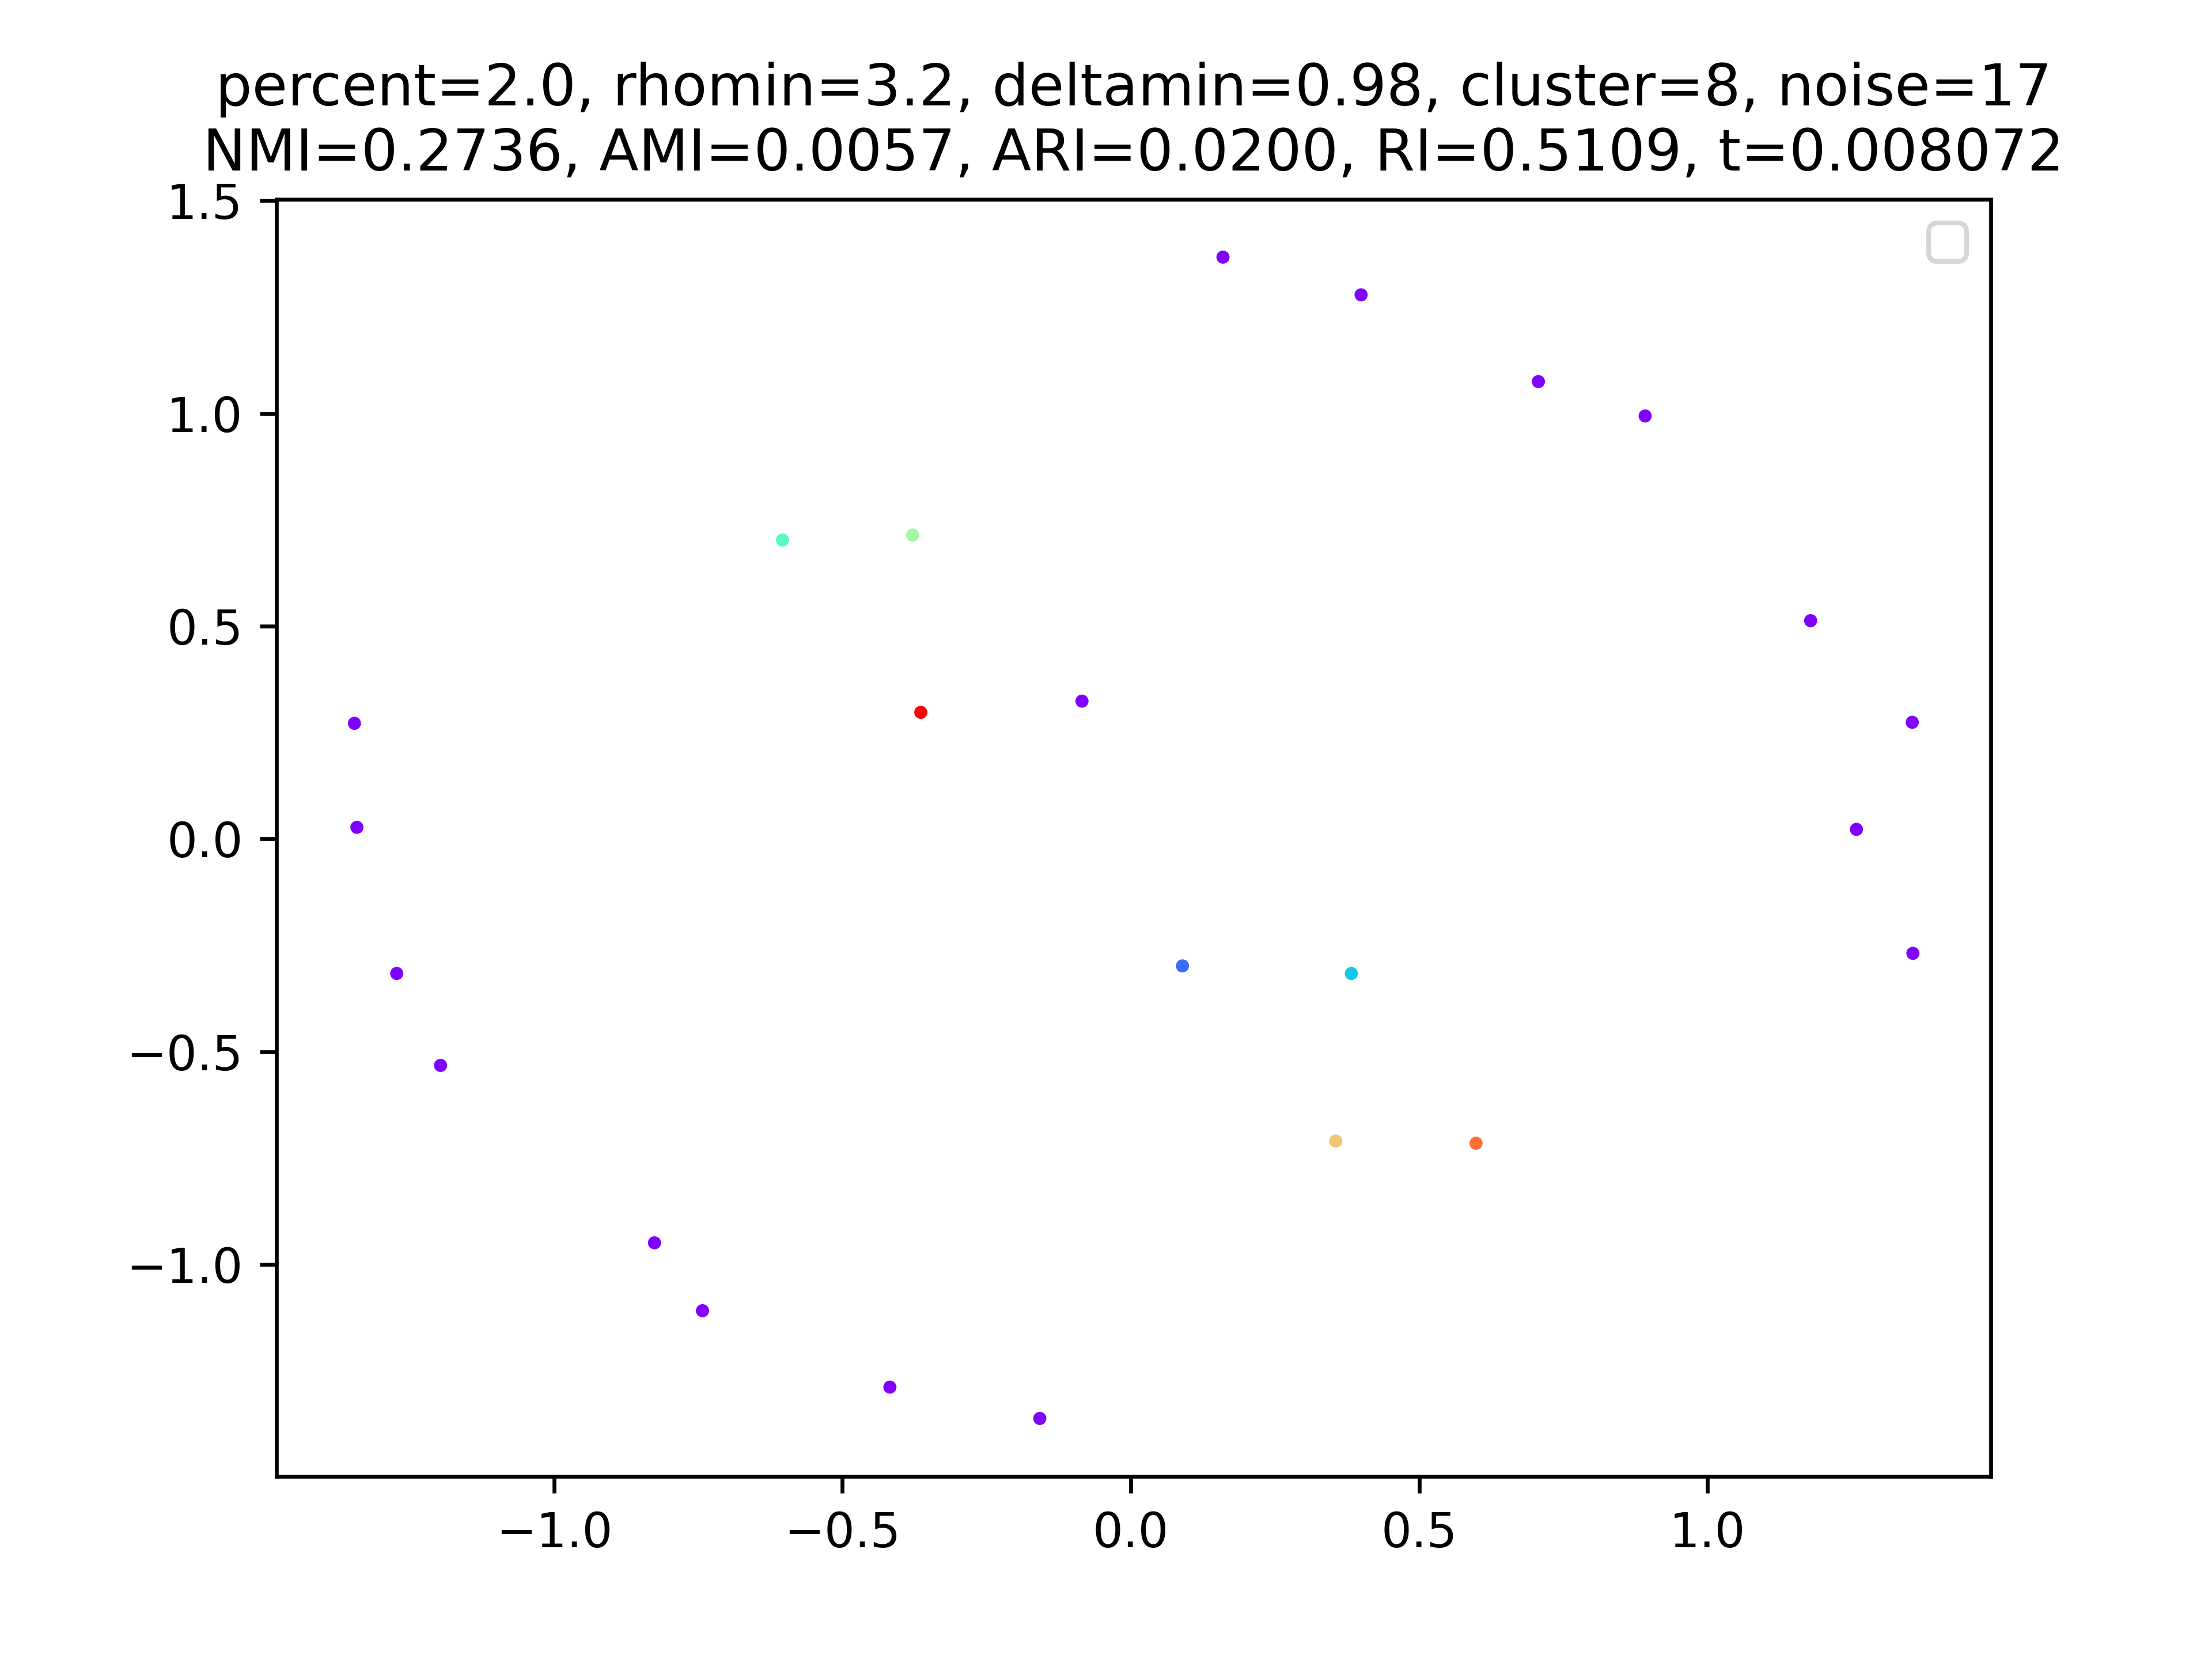 percent=2.0, rhomin=3.2, deltamin=0.98, cluster=8, noise=17
NMI=0.2736, AMI=0.0057, ARI=0.0200, RI=0.5109, t=0.008072
1.5
1.0
0.5
0.0
−0.5
−1.0
−1.0 −0.5 0.0 0.5 1.0